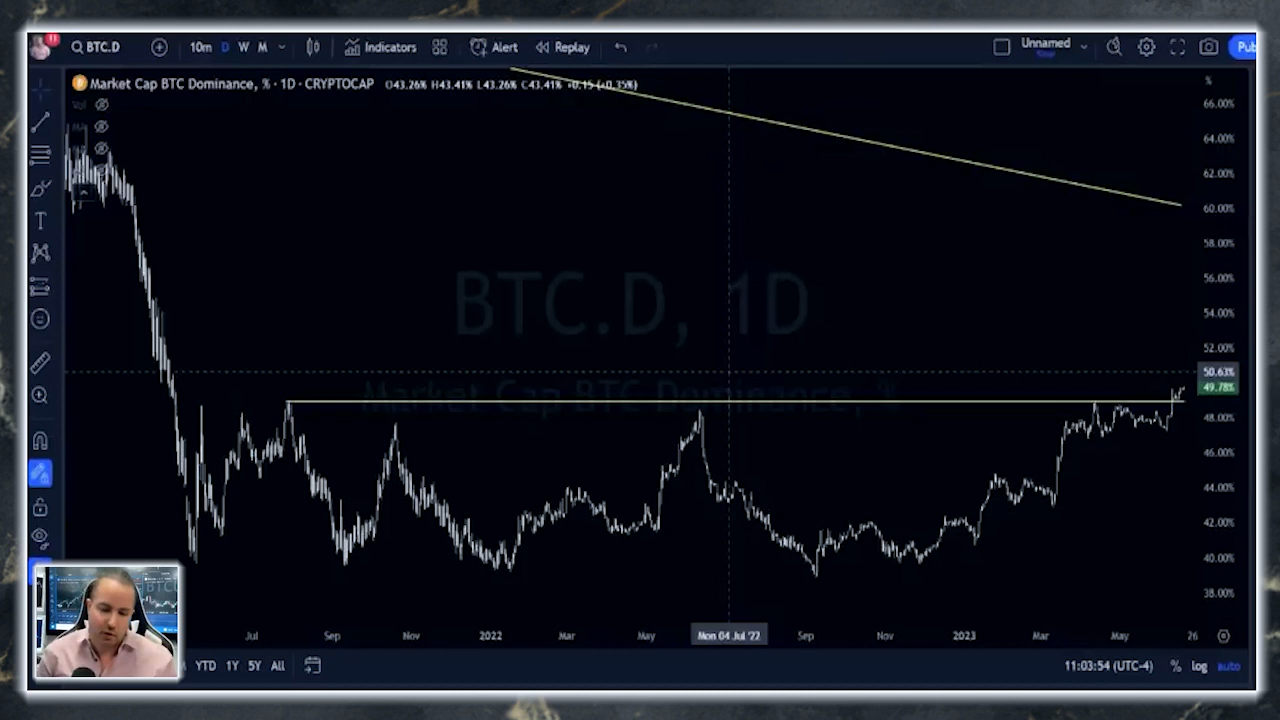 11
BTC.D
10m D W M
Indicators
Alert
Replay
Unnamed
Pub
Market Cap BTC Dominance, % · 1D · CRYPTOCAP O43.26% H43.41% L43.26% C43.41% +0.15 (+0.35%)
Vol
%
66.00%
64.00%
62.00%
60.00%
58.00%
56.00%
54.00%
52.00%
50.63%
49.78%
48.00%
46.00%
44.00%
42.00%
40.00%
38.00%
BTC.D, 1D
Market Cap BTC Dominance, %
Jul Sep Nov 2022 Mar May Mon 04 Jul '22 Sep Nov 2023 Mar May 26
YTD 1Y 5Y All
11:03:54 (UTC-4) % log auto